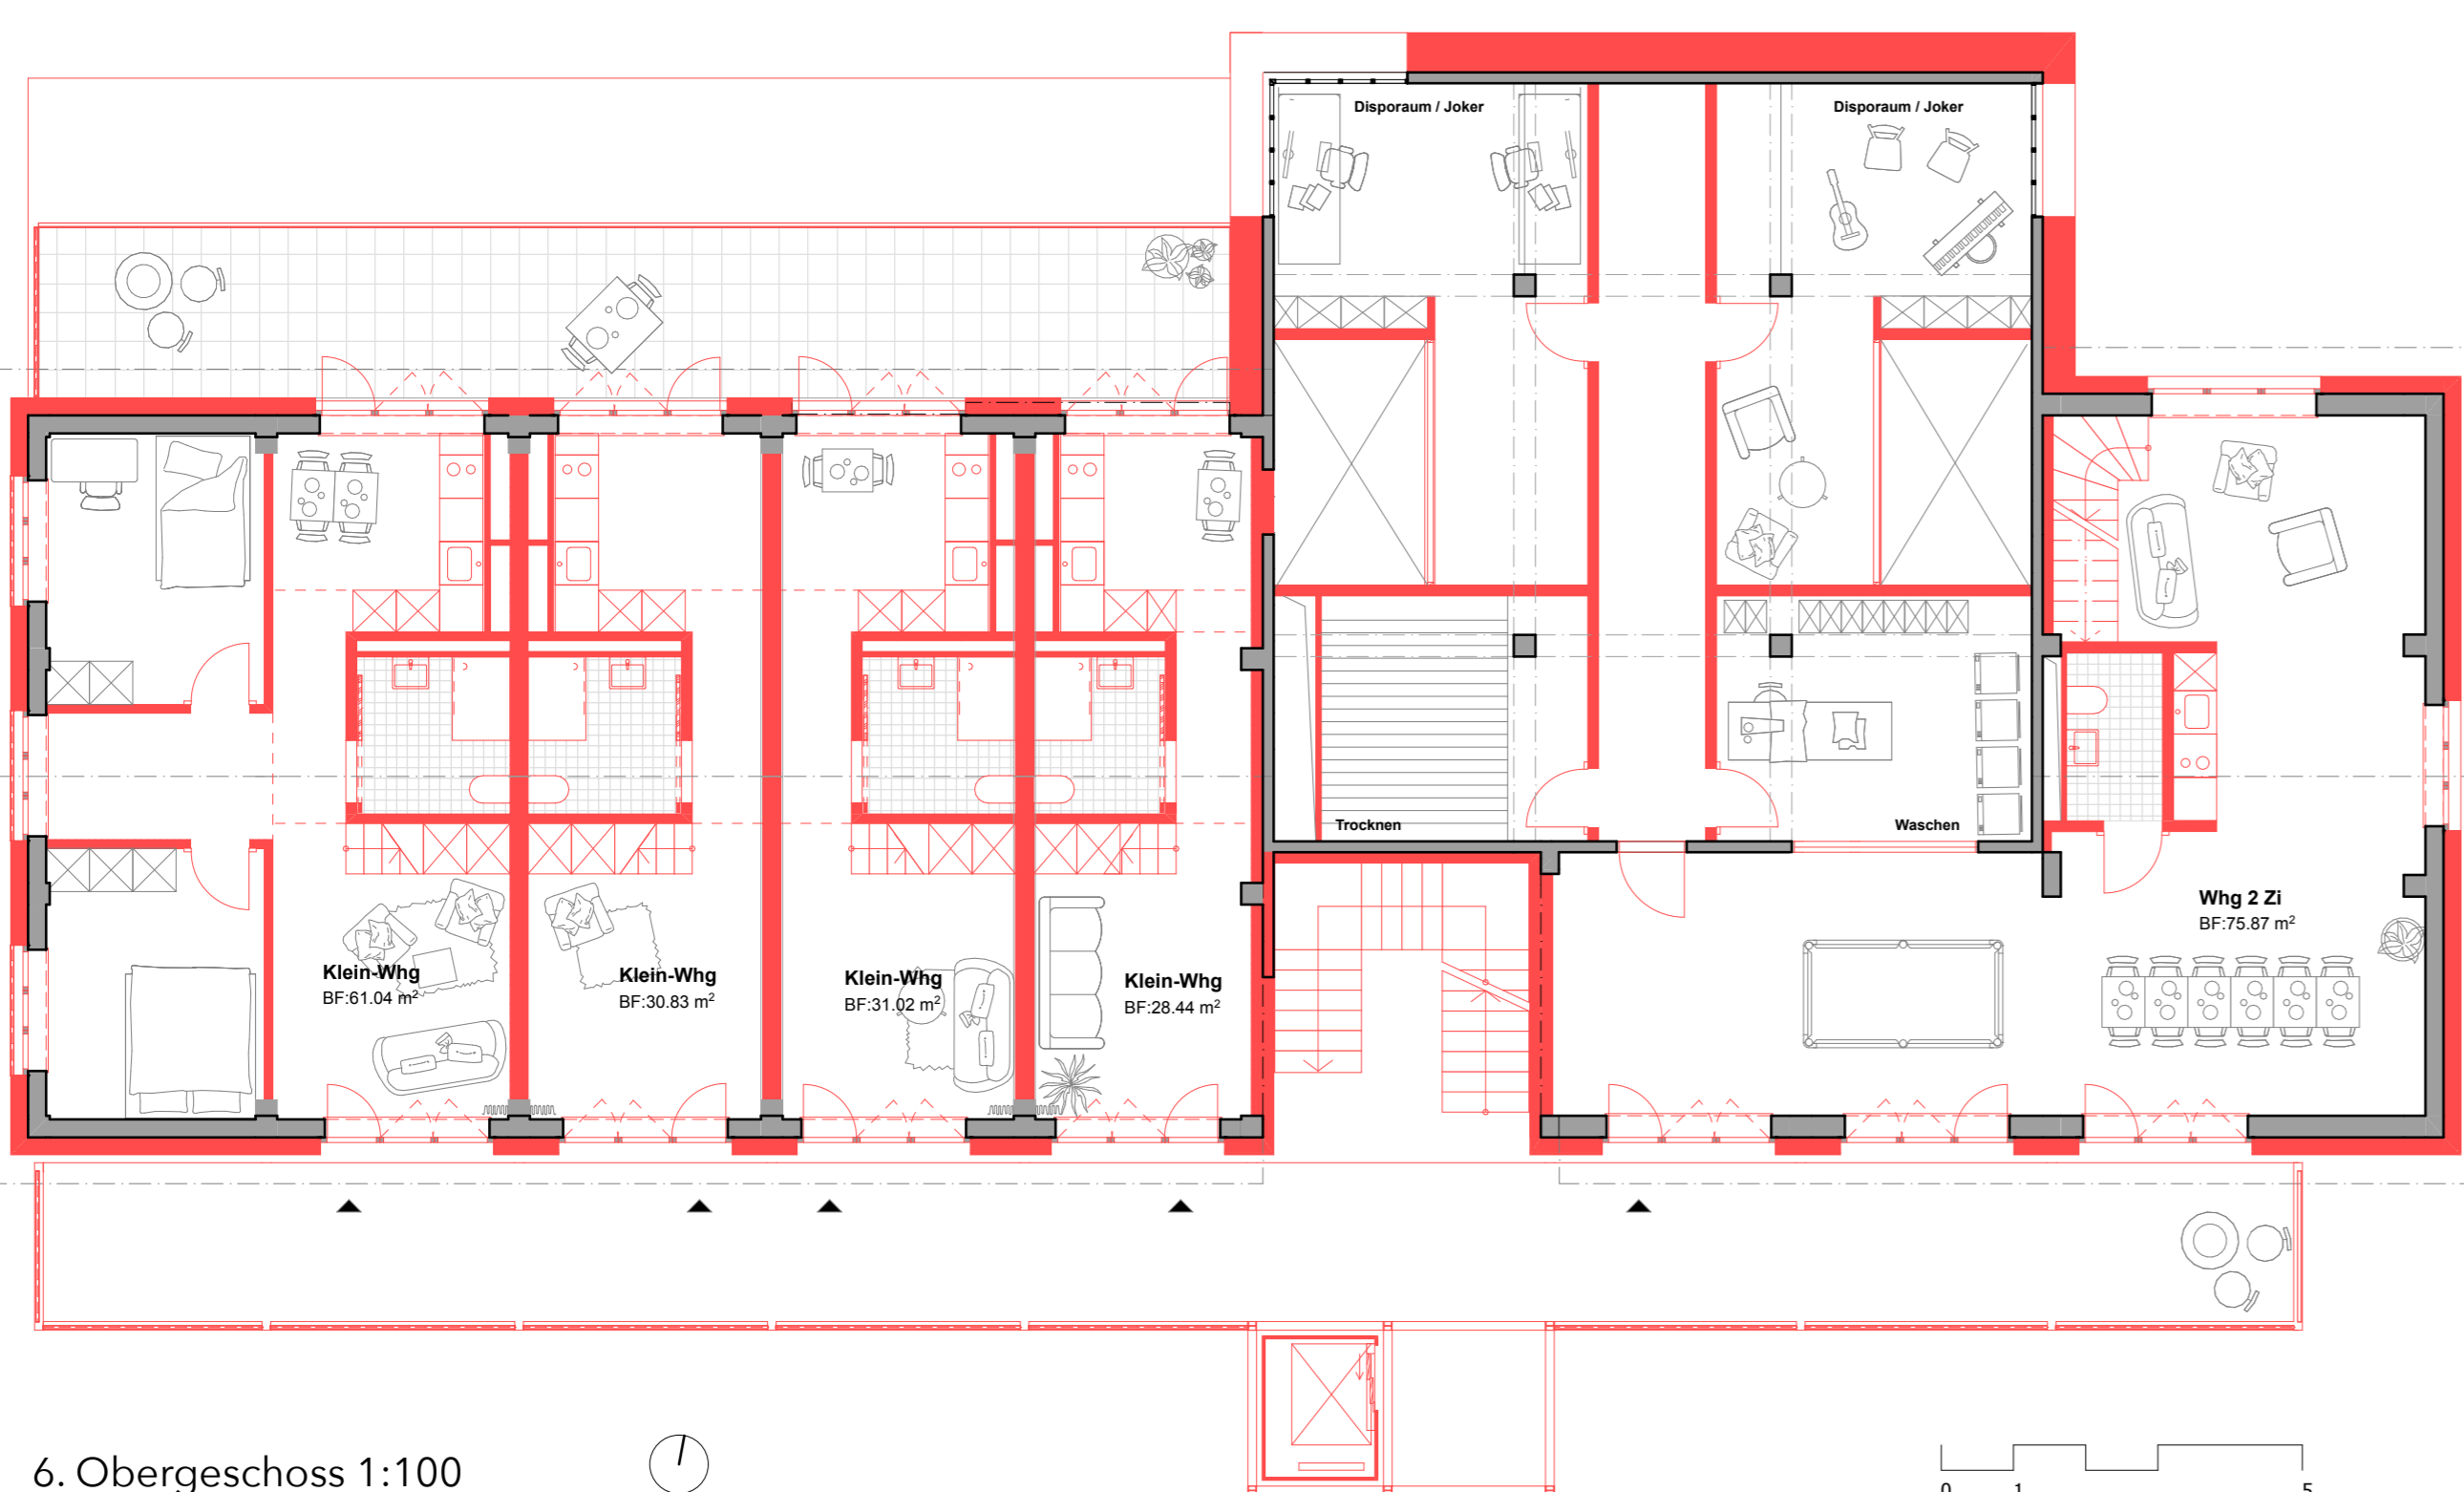 Disporaum / Joker
Disporaum / Joker
Trocknen
Waschen
Whg 2 Zi
BF:75.87 m²
Klein-Whg
BF:61.04 m²
Klein-Whg
BF:30.83 m²
Klein-Whg
BF:31.02 m²
Klein-Whg
BF:28.44 m²
6. Obergeschoss 1:100
0 1 5